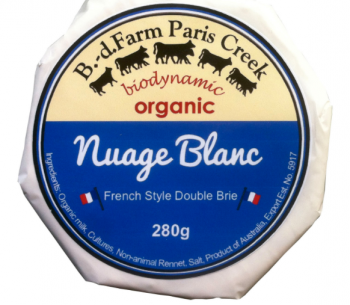 B.-d.Farm Paris Creek
biodynamic
organic
Nuage Blanc
French Style Double Brie
280g
Ingredients: Organic milk, Cultures, Non-animal Rennet, Salt, Product of Australia, Export Est. No. 5917